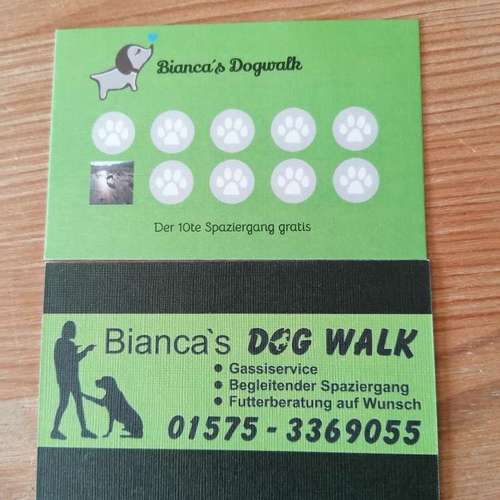 Bianca's Dogwalk
Der 10te Spaziergang gratis
Bianca`s DOG WALK
● Gassiservice
● Begleitender Spaziergang
● Futterberatung auf Wunsch
01575 - 3369055